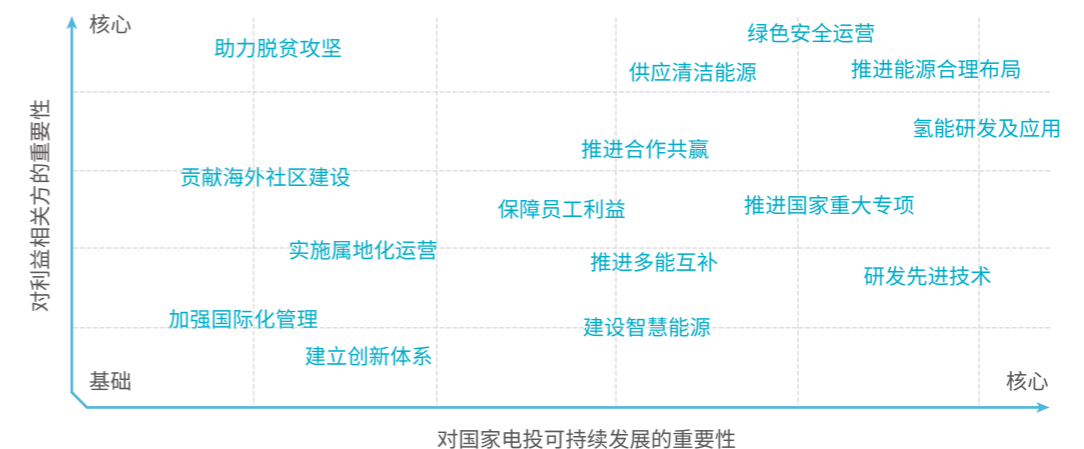 核心
绿色安全运营
助力脱贫攻坚
供应清洁能源
推进能源合理布局
氢能研发及应用
推进合作共赢
贡献海外社区建设
保障员工利益
推进国家重大专项
实施属地化运营
推进多能互补
研发先进技术
加强国际化管理
建设智慧能源
建立创新体系
基础
核心
对利益相关方的重要性
对国家电投可持续发展的重要性